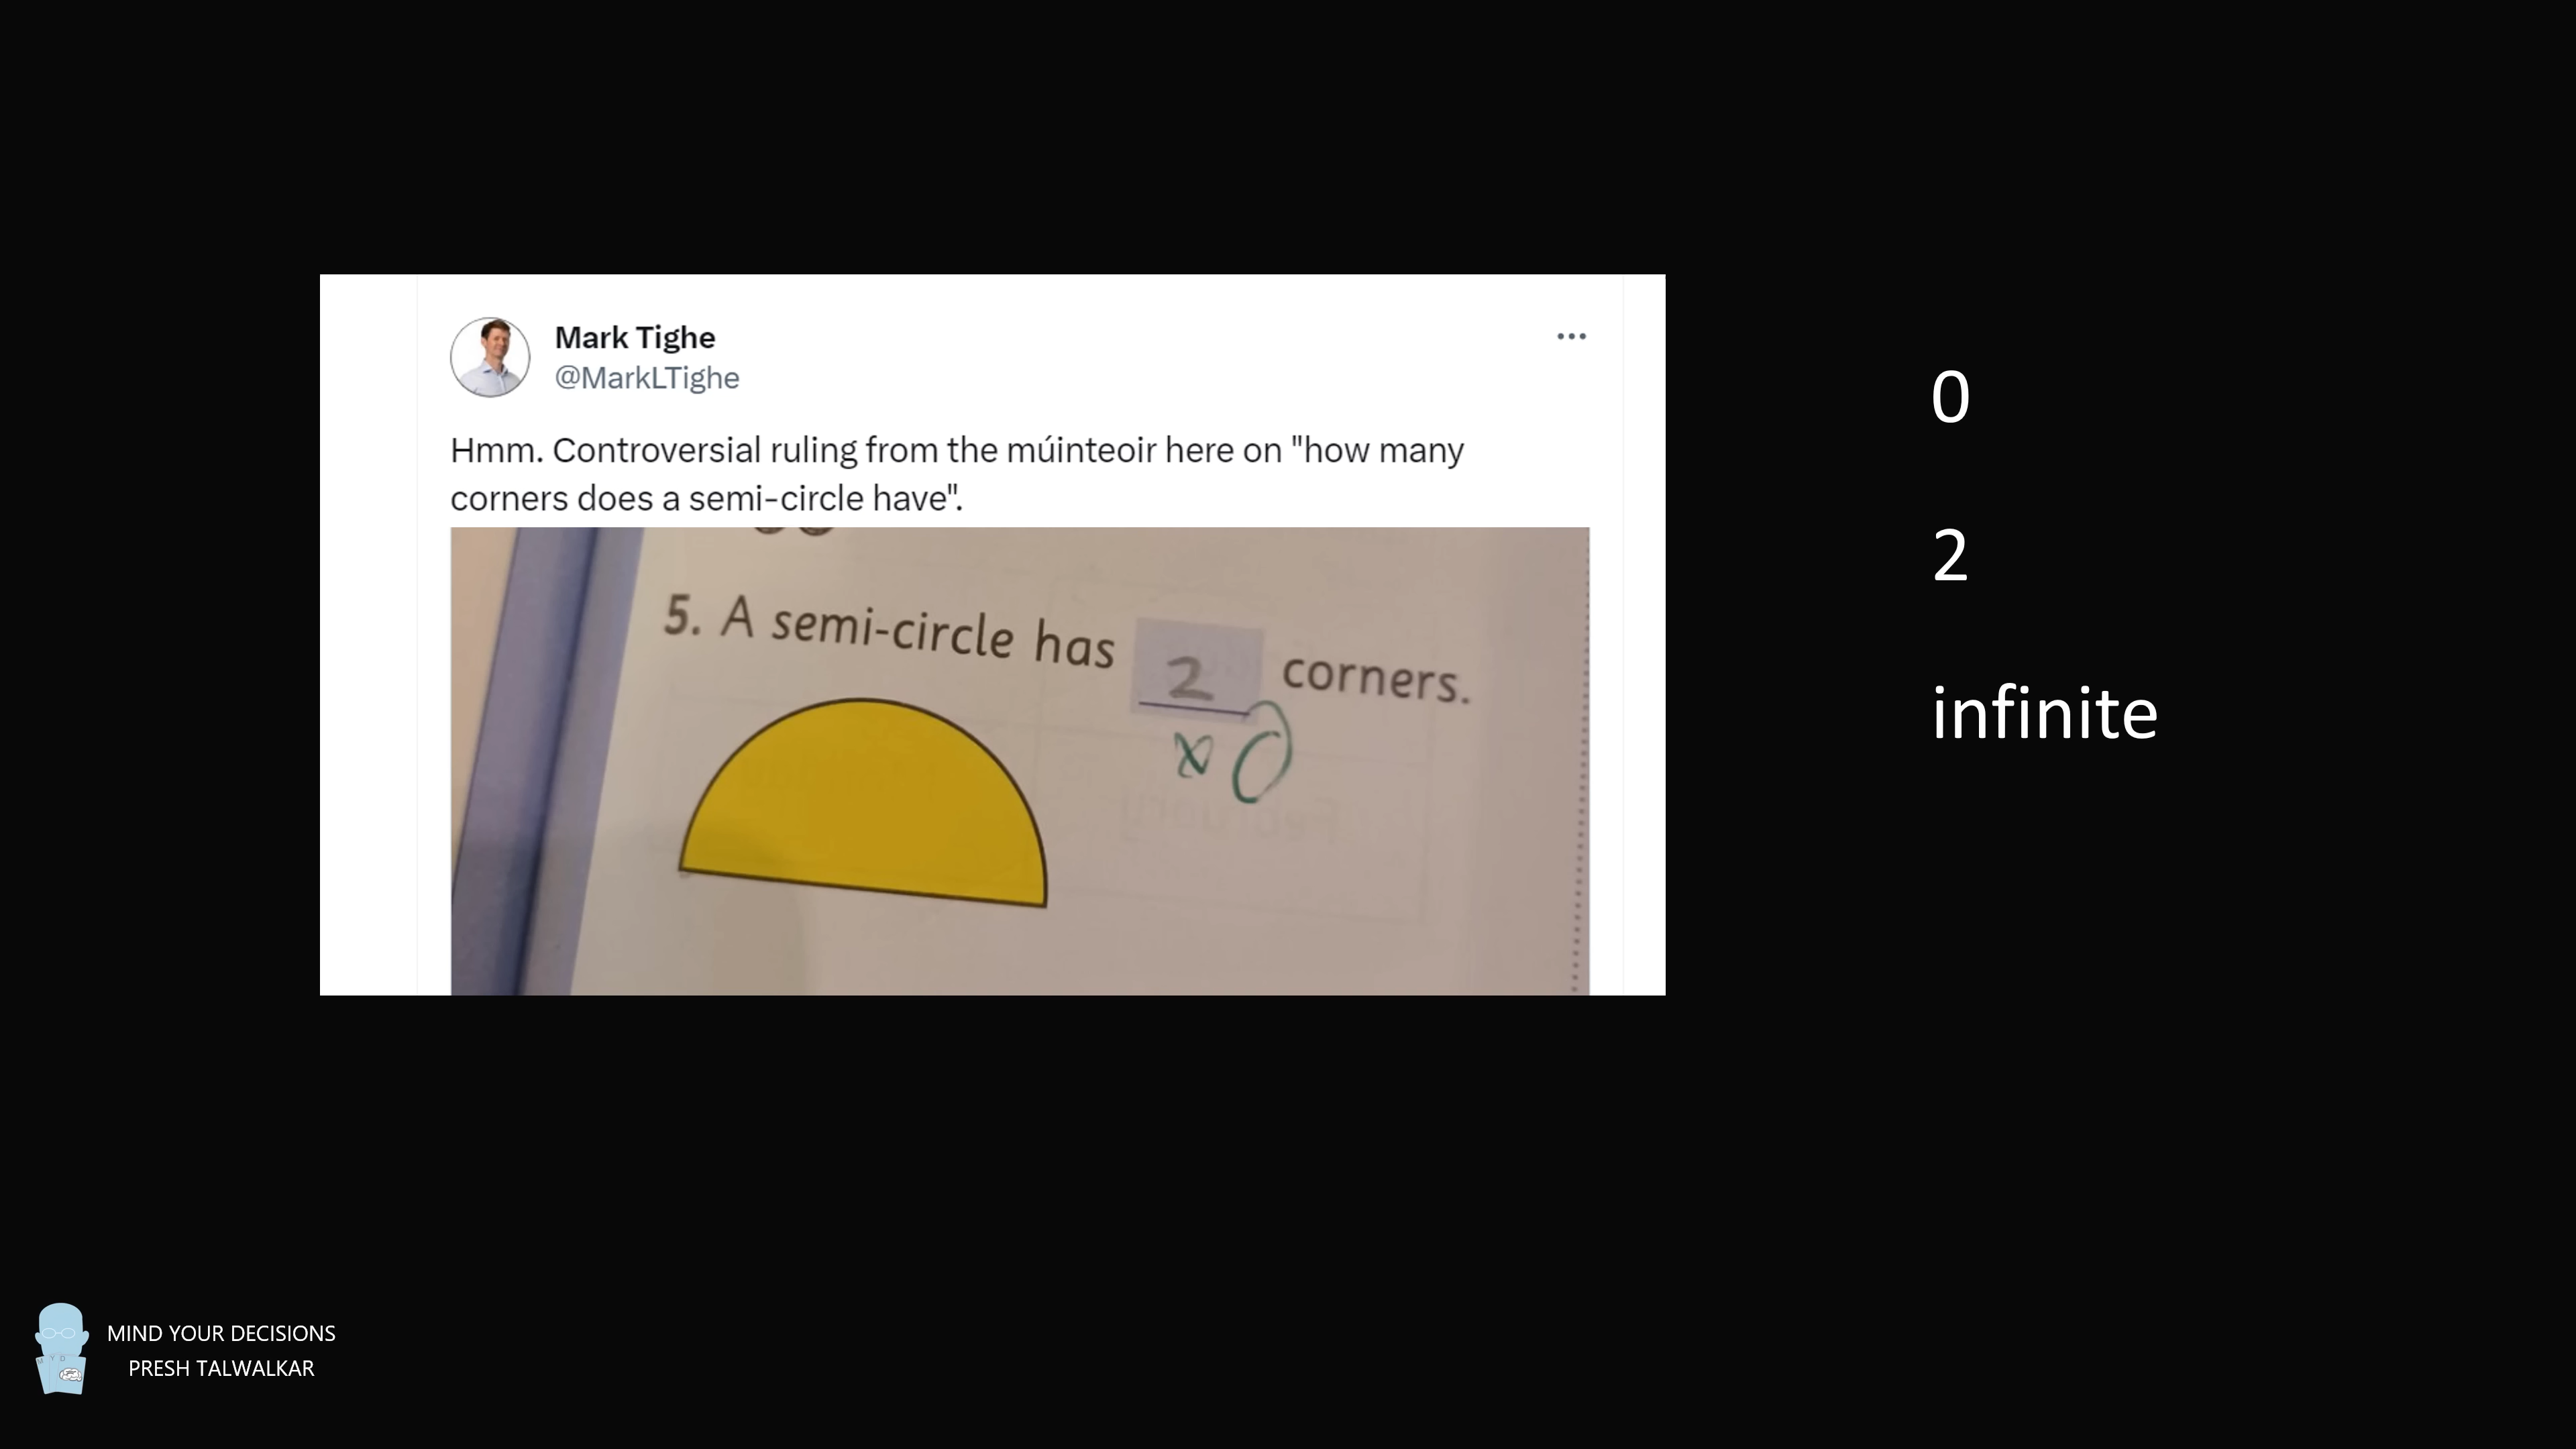 Mark Tighe
@MarkLTighe
Hmm. Controversial ruling from the múinteoir here on "how many
corners does a semi-circle have".
5. A semi-circle has 2 corners.
x 0
0
2
infinite
MIND YOUR DECISIONS
PRESH TALWALKAR